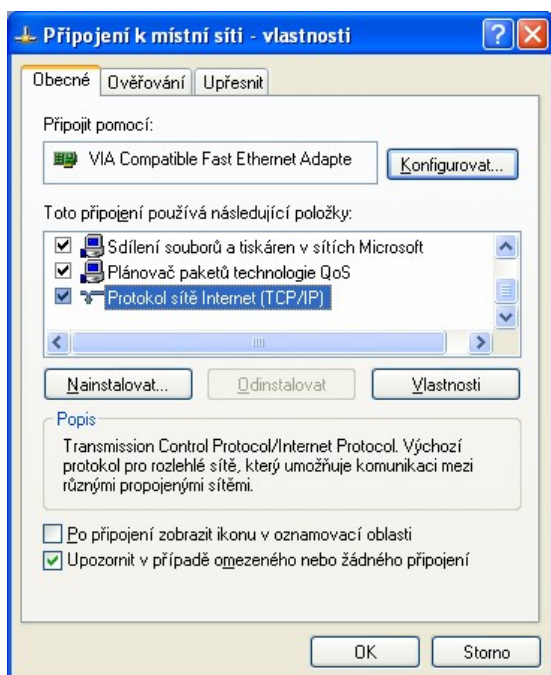 Připojení k místní síti - vlastnosti
Obecné Ověřování Upřesnit
Připojit pomocí:
VIA Compatible Fast Ethernet Adapte
Konfigurovat...
Toto připojení používá následující položky:
Sdílení souborů a tiskáren v sítích Microsoft
Plánovač paketů technologie QoS
Protokol sítě Internet (TCP/IP)
Nainstalovat... Odinstalovat Vlastnosti
Popis
Transmission Control Protocol/Internet Protocol. Výchozí
protokol pro rozlehlé sítě, který umožňuje komunikaci mezi
různými propojenými sítěmi.
Po připojení zobrazit ikonu v oznamovací oblasti
Upozornit v případě omezeného nebo žádného připojení
OK Storno